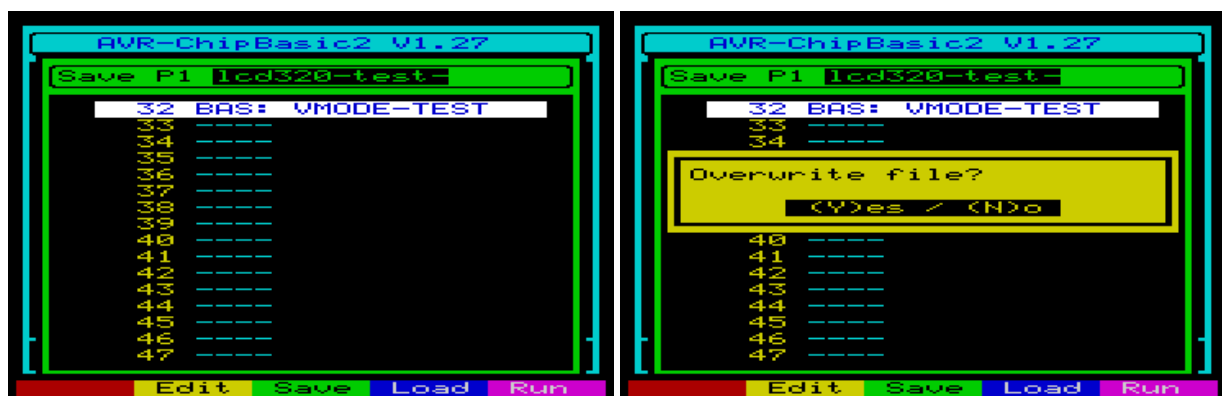 AVR-ChipBasic2 V1.27
Save P1 lcd320-test-
32 BAS: VMODE-TEST
33 ----
34 ----
35 ----
36 ----
37 ----
38 ----
39 ----
40 ----
41 ----
42 ----
43 ----
44 ----
45 ----
46 ----
47 ----
Edit Save Load Run
AVR-ChipBasic2 V1.27
Save P1 lcd320-test-
32 BAS: VMODE-TEST
33 ----
34 ----
Overwrite file?
(Y)es / (N)o
40 ----
41 ----
42 ----
43 ----
44 ----
45 ----
46 ----
47 ----
Edit Save Load Run